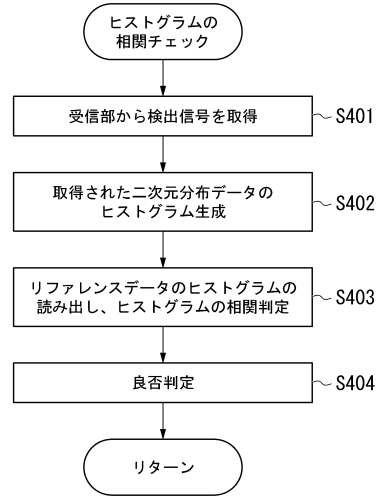 ヒストグラムの
相関チェック
受信部から検出信号を取得
S401
取得された二次元分布データの
ヒストグラム生成
S402
リファレンスデータのヒストグラムの
読み出し、ヒストグラムの相関判定
S403
良否判定
S404
リターン